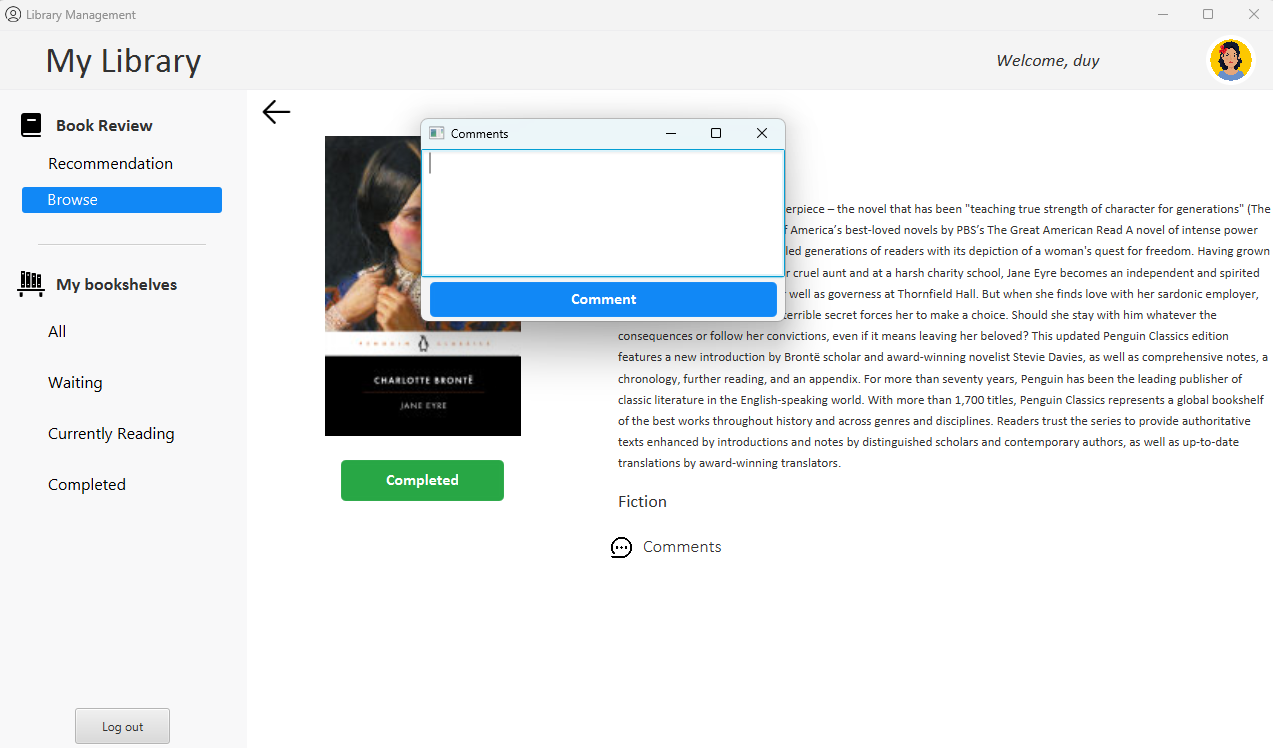 Library Management
My Library
Welcome, duy
Book Review
Recommendation
Browse
My bookshelves
All
Waiting
Currently Reading
Completed
Log out
Comments
Comment
PENGUIN CLASSICS
CHARLOTTE BRONTË
JANE EYRE
Completed
erpiece – the novel that has been "teaching true strength of character for generations" (The
f America's best-loved novels by PBS's The Great American Read A novel of intense power
led generations of readers with its depiction of a woman's quest for freedom. Having grown
r cruel aunt and at a harsh charity school, Jane Eyre becomes an independent and spirited
well as governess at Thornfield Hall. But when she finds love with her sardonic employer,
terrible secret forces her to make a choice. Should she stay with him whatever the
consequences or follow her convictions, even if it means leaving her beloved? This updated Penguin Classics edition
features a new introduction by Brontë scholar and award-winning novelist Stevie Davies, as well as comprehensive notes, a
chronology, further reading, and an appendix. For more than seventy years, Penguin has been the leading publisher of
classic literature in the English-speaking world. With more than 1,700 titles, Penguin Classics represents a global bookshelf
of the best works throughout history and across genres and disciplines. Readers trust the series to provide authoritative
texts enhanced by introductions and notes by distinguished scholars and contemporary authors, as well as up-to-date
translations by award-winning translators.
Fiction
Comments